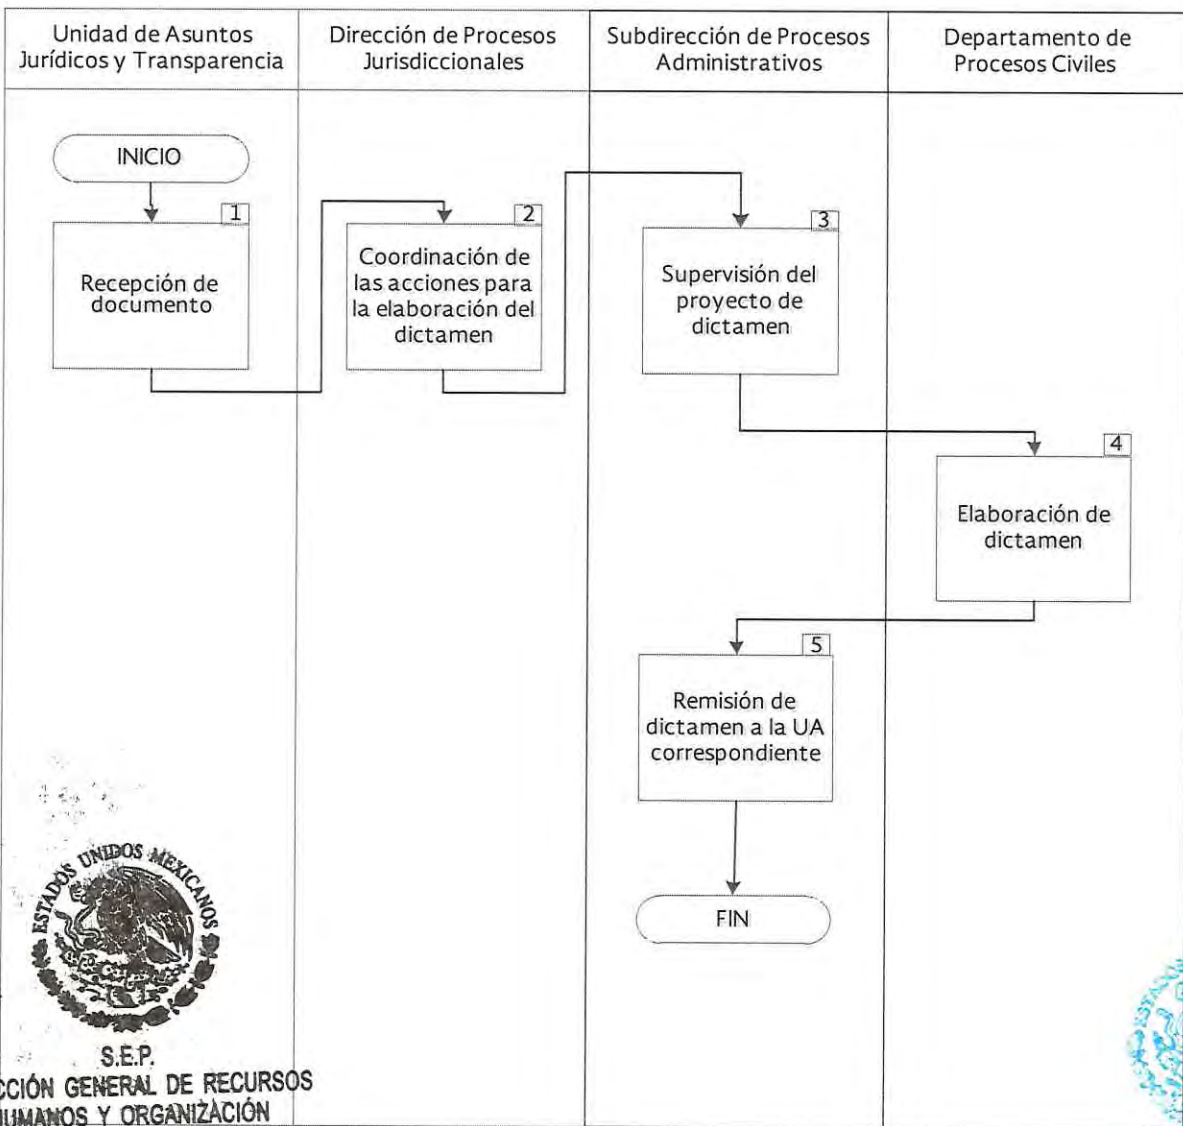 Unidad de Asuntos
Jurídicos y Transparencia
Dirección de Procesos
Jurisdiccionales
Subdirección de Procesos
Administrativos
Departamento de
Procesos Civiles
INICIO
1
Recepción de
documento
2
Coordinación de
las acciones para
la elaboración del
dictamen
3
Supervisión del
proyecto de
dictamen
4
Elaboración de
dictamen
5
Remisión de
dictamen a la UA
correspondiente
FIN
ESTADOS UNIDOS MEXICANOS
S.E.P.
CCIÓN GENERAL DE RECURSOS
HUMANOS Y ORGANIZACIÓN